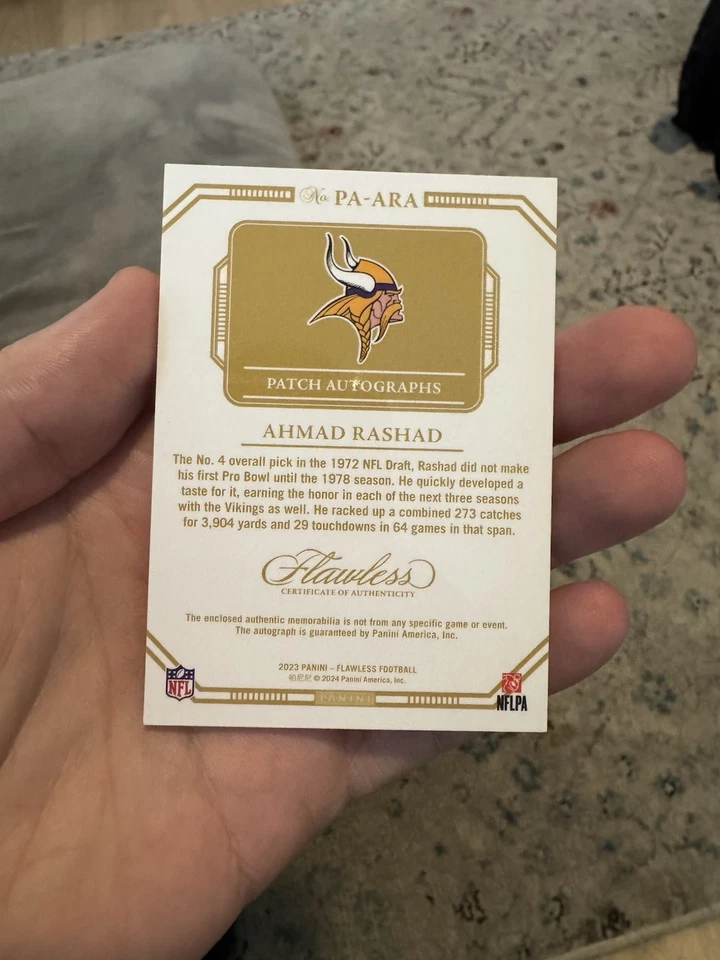 No. PA-ARA
PATCH AUTOGRAPHS
AHMAD RASHAD
The No. 4 overall pick in the 1972 NFL Draft, Rashad did not make
his first Pro Bowl until the 1978 season. He quickly developed a
taste for it, earning the honor in each of the next three seasons
with the Vikings as well. He racked up a combined 273 catches
for 3,904 yards and 29 touchdowns in 64 games in that span.
Flawless
CERTIFICATE OF AUTHENTICITY
The enclosed authentic memorabilia is not from any specific game or event.
The autograph is guaranteed by Panini America, Inc.
2023 PANINI – FLAWLESS FOOTBALL
帕尼尼 © 2024 Panini America, Inc.
NFL
PANINI
NFLPA